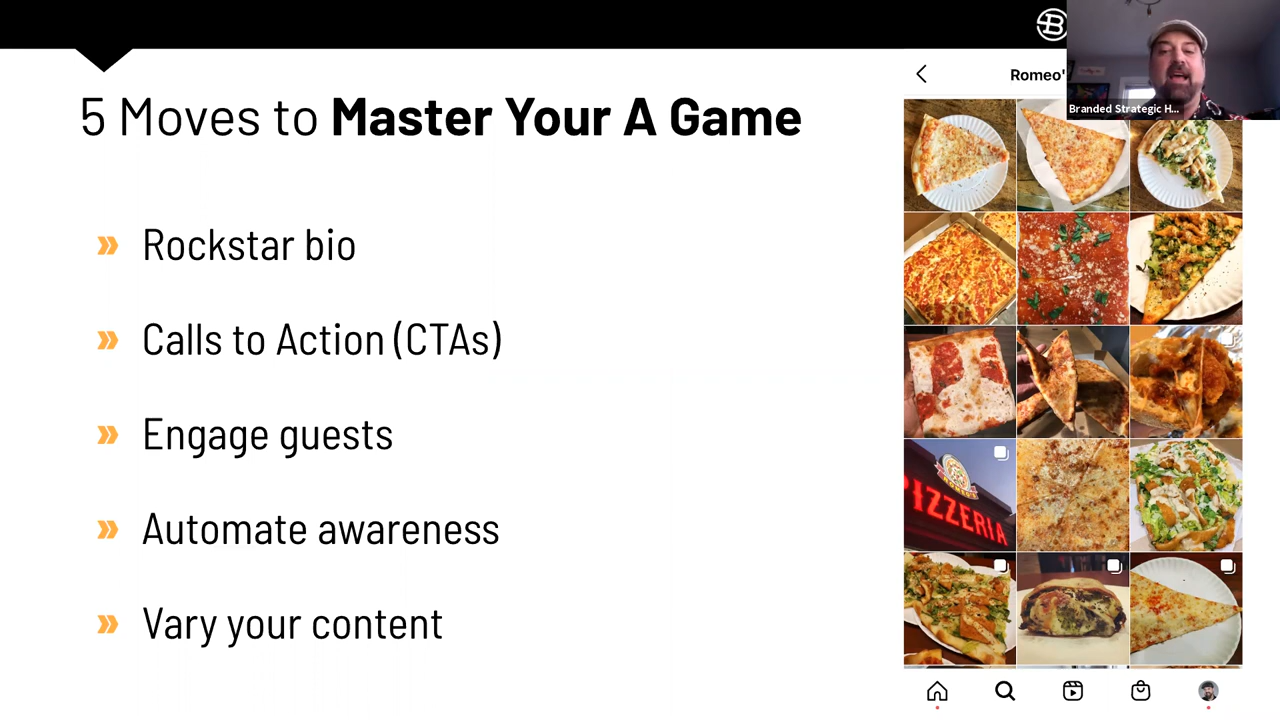 5 Moves to Master Your A Game
Rockstar bio
Calls to Action (CTAs)
Engage guests
Automate awareness
Vary your content
Romeo'
Branded Strategic H...
PIZZERIA